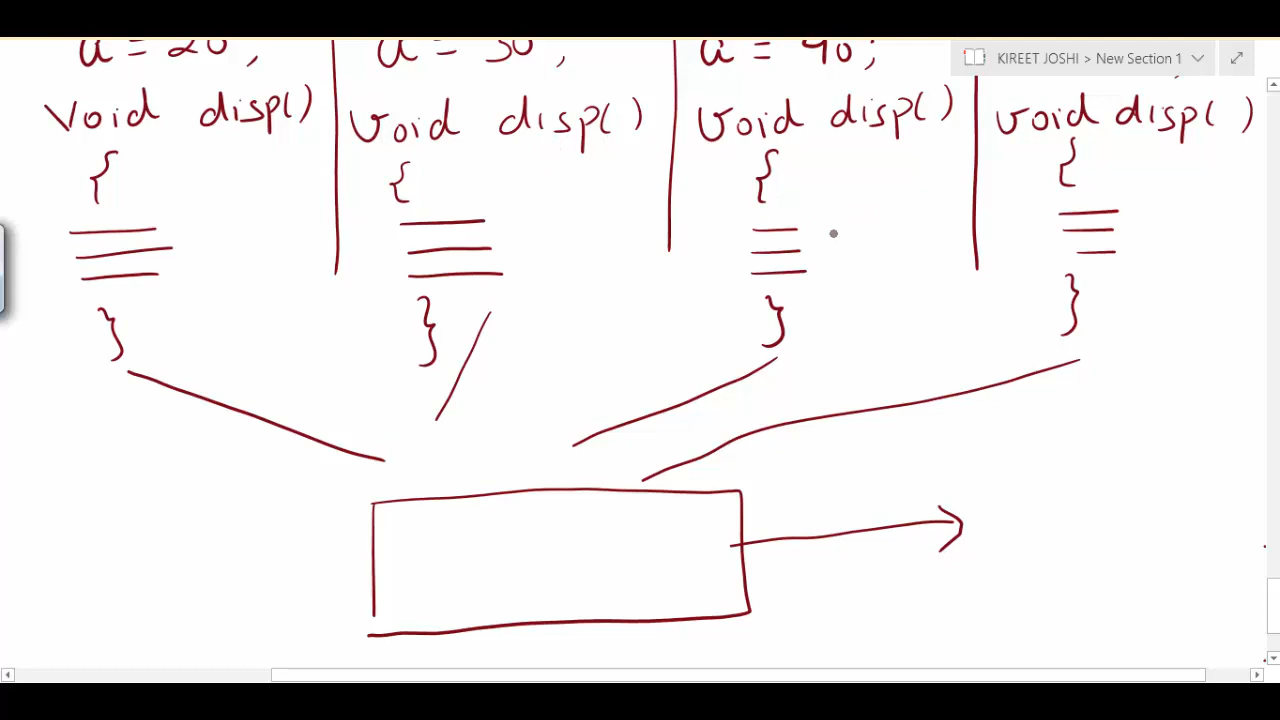 KIREET JOSHI > New Section 1
a = 20;
a = 30;
a = 40;
void disp()
void disp()
void disp()
void disp()
{
{
{
{
}
}
}
}